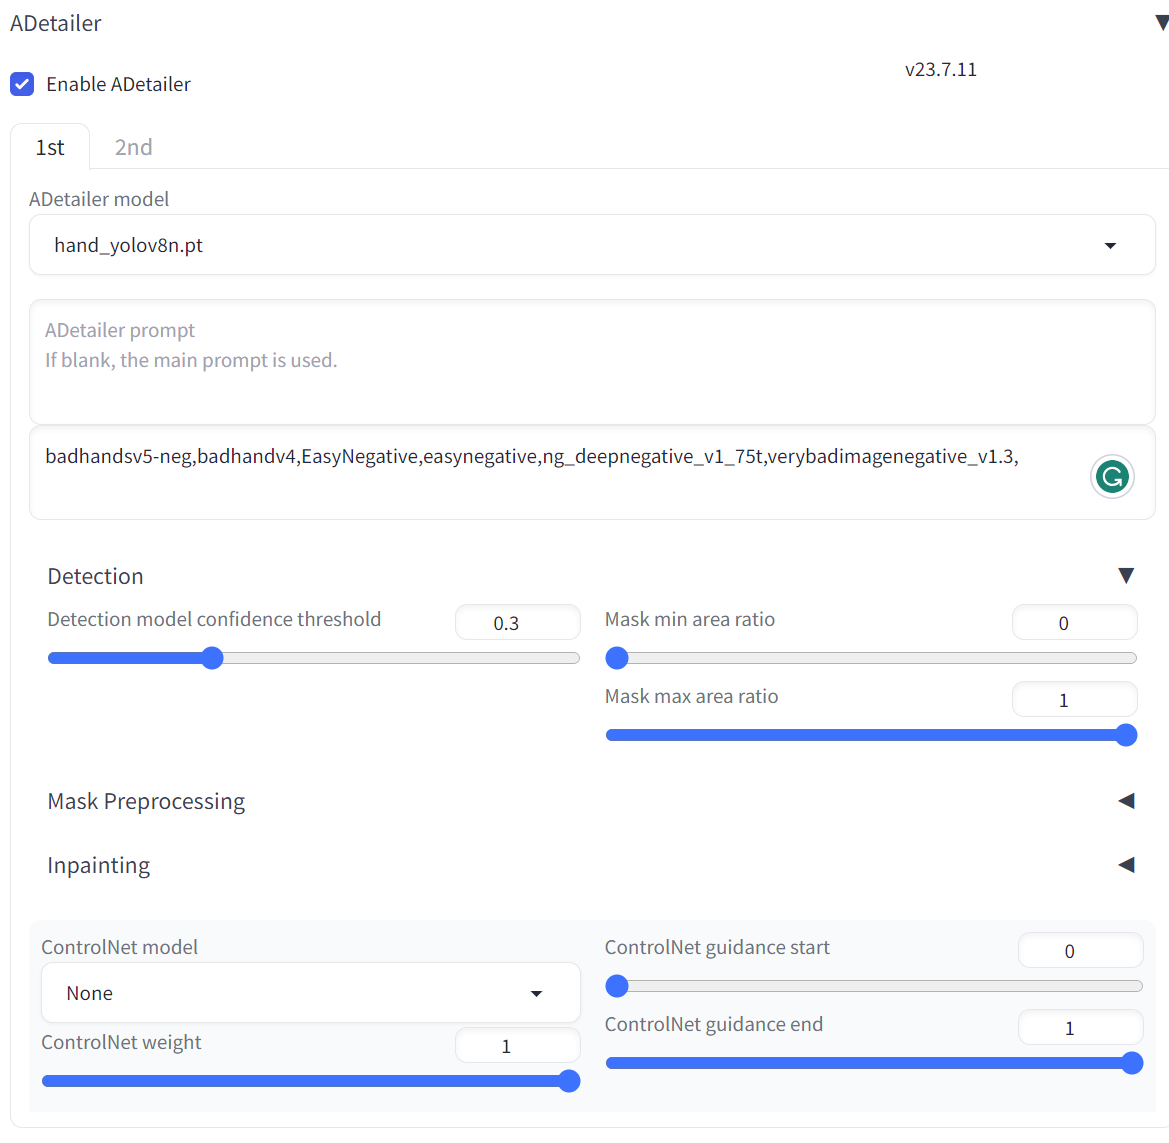 ADetailer
v23.7.11
Enable ADetailer
1st 2nd
ADetailer model
hand_yolov8n.pt
ADetailer prompt
If blank, the main prompt is used.
badhandsv5-neg,badhandv4,EasyNegative,easynegative,ng_deepnegative_v1_75t,verybadimagenegative_v1.3,
Detection
Detection model confidence threshold 0.3
Mask min area ratio 0
Mask max area ratio 1
Mask Preprocessing
Inpainting
ControlNet model
None
ControlNet weight 1
ControlNet guidance start 0
ControlNet guidance end 1